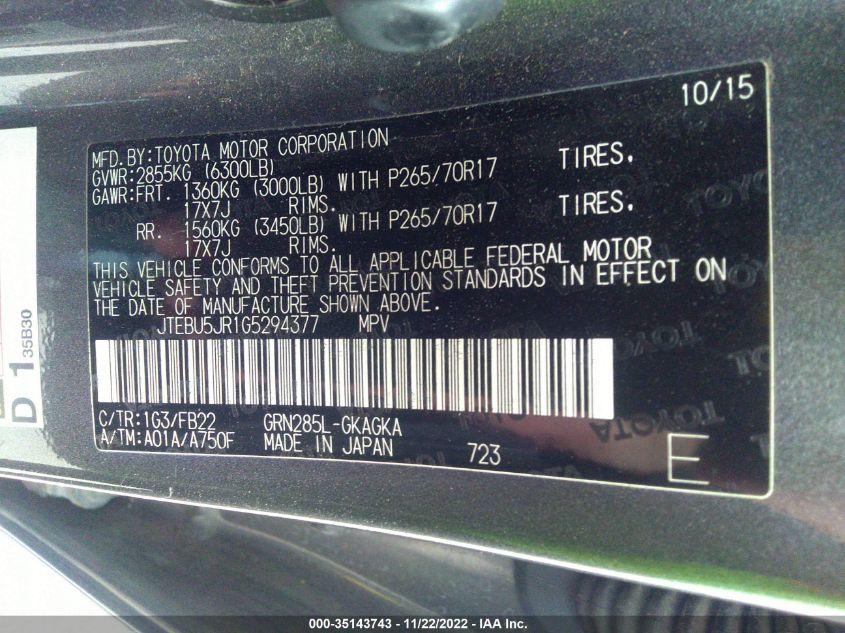 10/15
MFD.BY:TOYOTA MOTOR CORPORATION
GVWR:2855KG (6300LB)
GAWR:FRT. 1360KG (3000LB) WITH P265/70R17 TIRES.
17X7J RIMS.
RR. 1560KG (3450LB) WITH P265/70R17 TIRES.
17X7J RIMS.
THIS VEHICLE CONFORMS TO ALL APPLICABLE FEDERAL MOTOR
VEHICLE SAFETY AND THEFT PREVENTION STANDARDS IN EFFECT ON
THE DATE OF MANUFACTURE SHOWN ABOVE.
JTEBU5JR1G5294377 MPV
C/TR:1G3/FB22 GRN285L-GKAGKA
A/TM:A01A/A750F MADE IN JAPAN 723 E
D 1 35B30
000-35143743 - 11/22/2022 - IAA Inc.